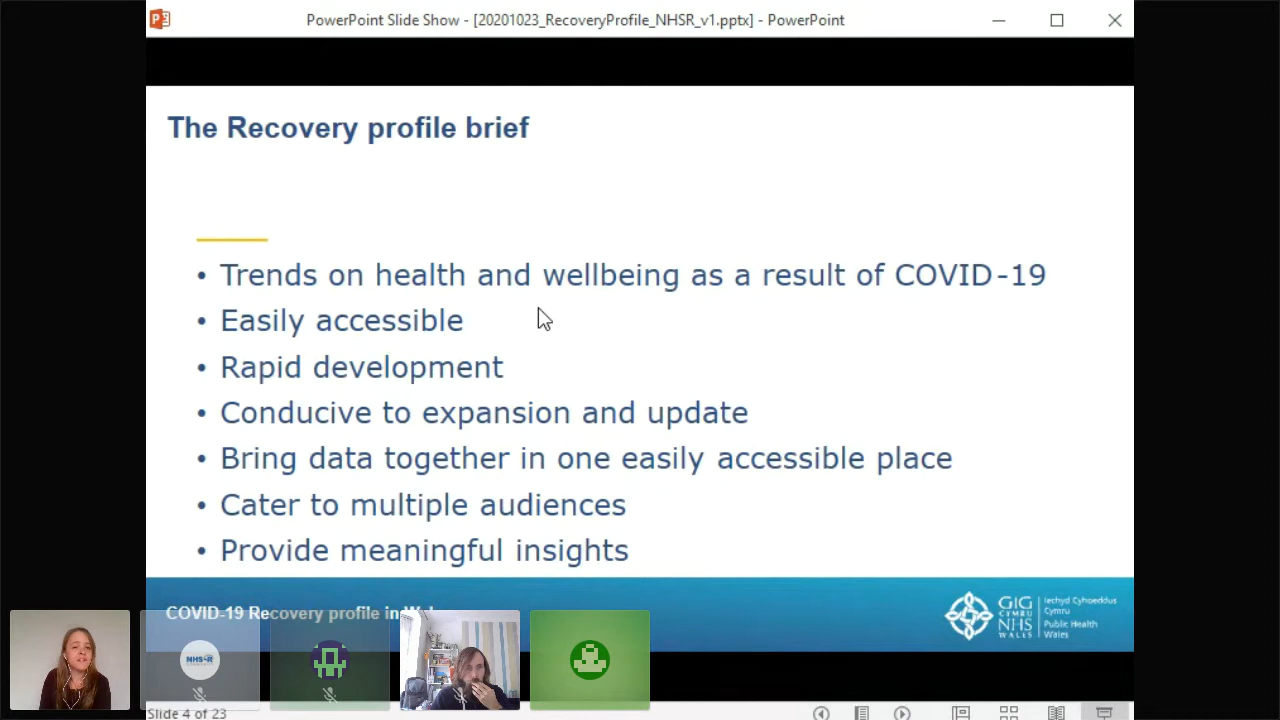 PowerPoint Slide Show - [20201023_RecoveryProfile_NHSR_v1.pptx] - PowerPoint
The Recovery profile brief
• Trends on health and wellbeing as a result of COVID-19
• Easily accessible
• Rapid development
• Conducive to expansion and update
• Bring data together in one easily accessible place
• Cater to multiple audiences
• Provide meaningful insights
COVID-19 Recovery profile in
GIG
CYMRU
NHS
WALES
Iechyd Cyhoeddus
Cymru
Public Health
Wales
NHS-R
Slide 4 of 23